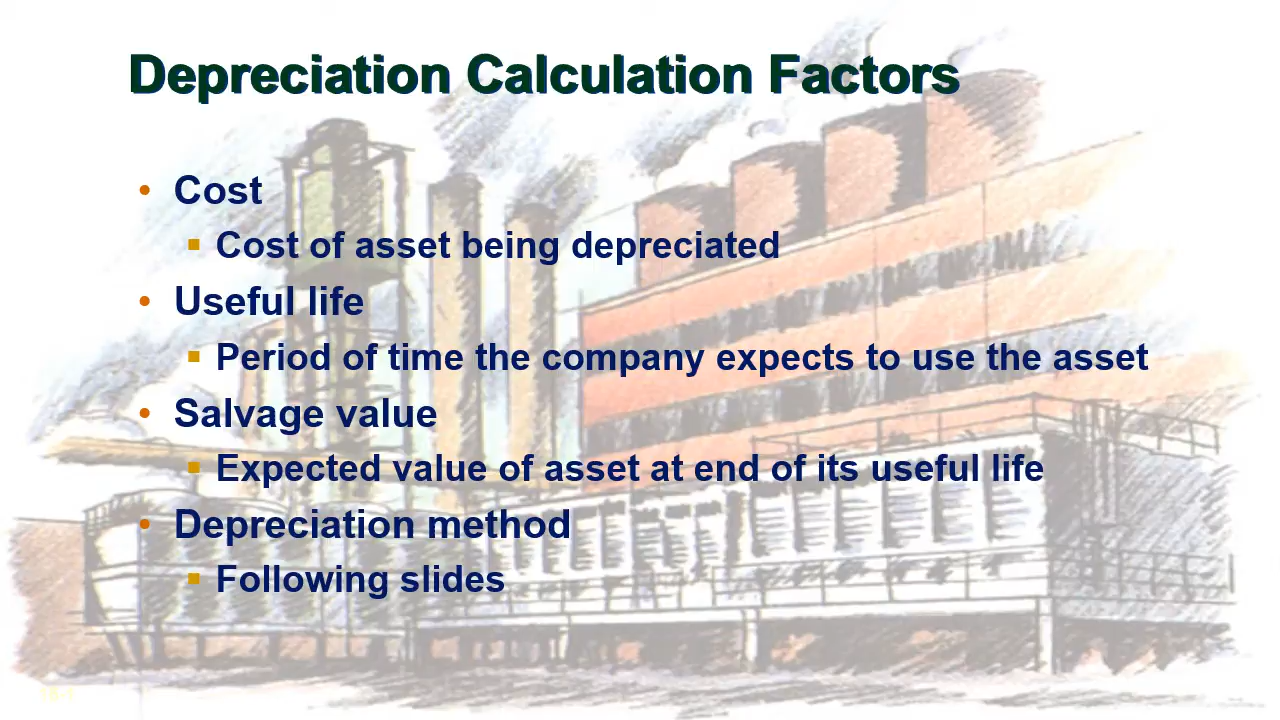 Depreciation Calculation Factors
• Cost
▪ Cost of asset being depreciated
• Useful life
▪ Period of time the company expects to use the asset
• Salvage value
▪ Expected value of asset at end of its useful life
• Depreciation method
▪ Following slides